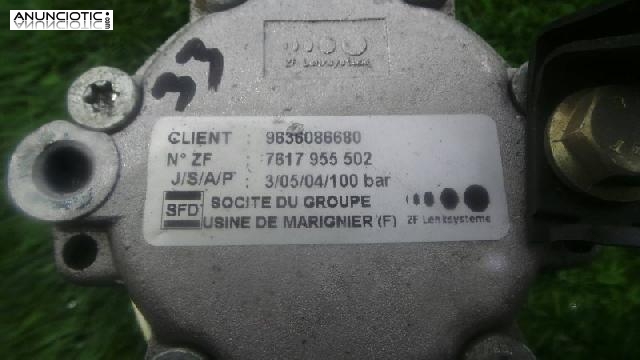 ANUNCIOTIC.com
ZF Lenksysteme
33
CLIENT : 9636086680
N° ZF : 7617 955 502
J/S/A/P : 3/05/04/100 bar
SFD SOCITE DU GROUPE
USINE DE MARIGNIER (F) ZF Lenksysteme